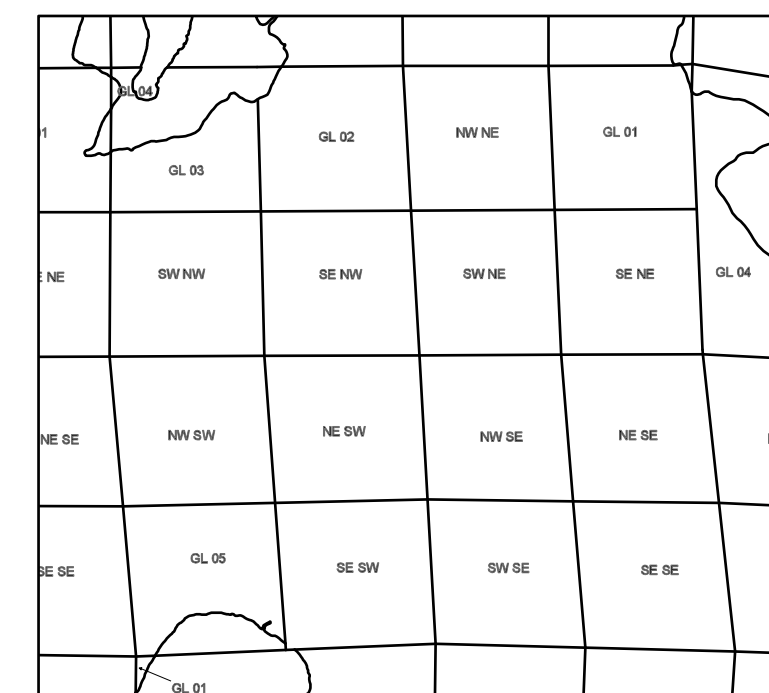 GL 04
GL 02
NW NE
GL 01
GL 03
NE
SW NW
SE NW
SW NE
SE NE
GL 04
NE SE
NW SW
NE SW
NW SE
NE SE
SE SE
GL 05
SE SW
SW SE
SE SE
GL 01